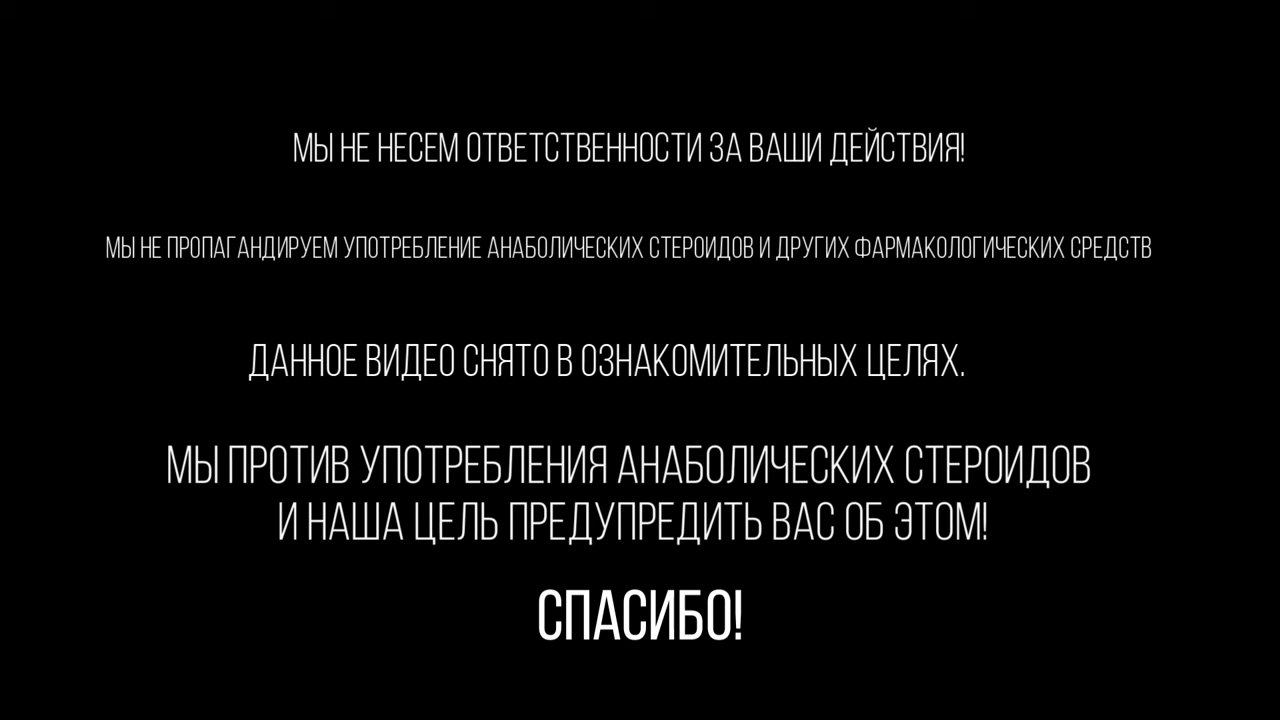 МЫ НЕ НЕСЕМ ОТВЕТСТВЕННОСТИ ЗА ВАШИ ДЕЙСТВИЯ!
МЫ НЕ ПРОПАГАНДИРУЕМ УПОТРЕБЛЕНИЕ АНАБОЛИЧЕСКИХ СТЕРОИДОВ И ДРУГИХ ФАРМАКОЛОГИЧЕСКИХ СРЕДСТВ
ДАННОЕ ВИДЕО СНЯТО В ОЗНАКОМИТЕЛЬНЫХ ЦЕЛЯХ.
МЫ ПРОТИВ УПОТРЕБЛЕНИЯ АНАБОЛИЧЕСКИХ СТЕРОИДОВ
И НАША ЦЕЛЬ ПРЕДУПРЕДИТЬ ВАС ОБ ЭТОМ!
СПАСИБО!